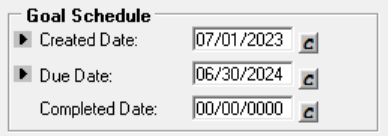 Goal Schedule
Created Date: 07/01/2023 c
Due Date: 06/30/2024 c
Completed Date: 00/00/0000 c